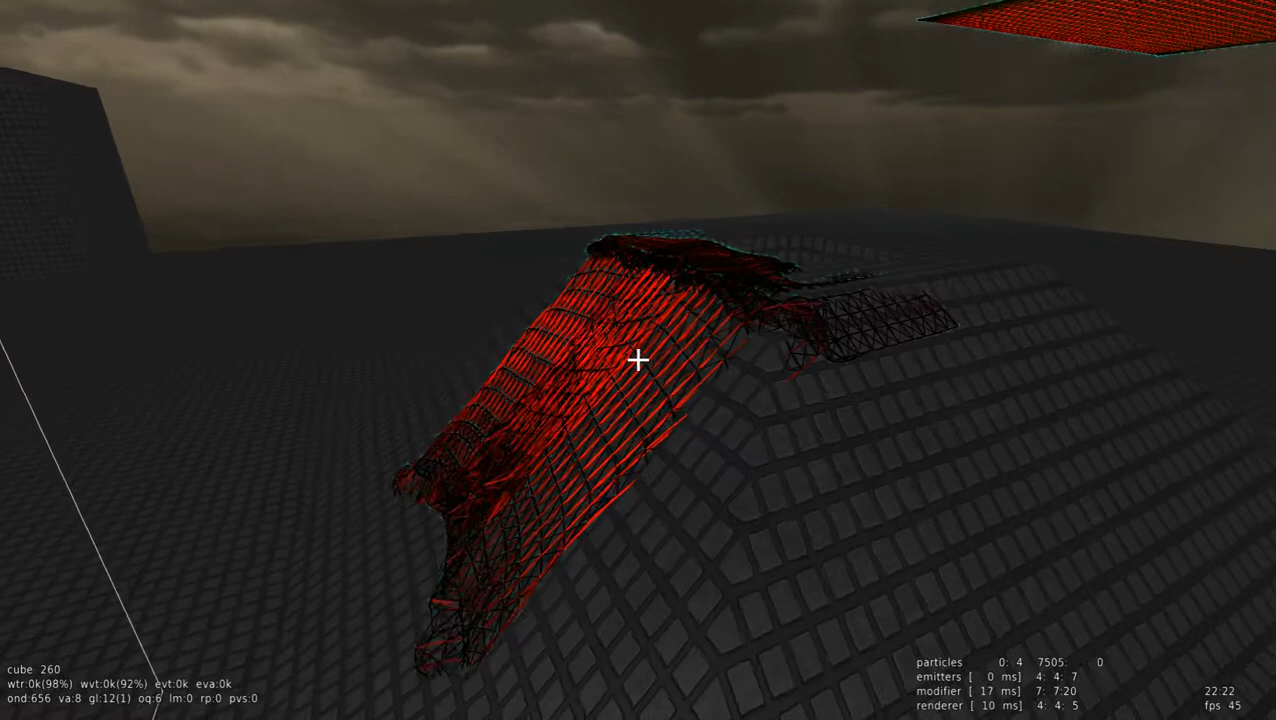 cube 260
wtr:0k(98%) wvt:0k(92%) evt:0k eva:0k
ond:656 va:8 gl:12(1) oq:6 lm:0 rp:0 pvs:0
particles 0: 4 7505: 0
emitters [ 0 ms] 4: 4: 7
modifier [ 17 ms] 7: 7:20
renderer [ 10 ms] 4: 4: 5
22:22
fps 45